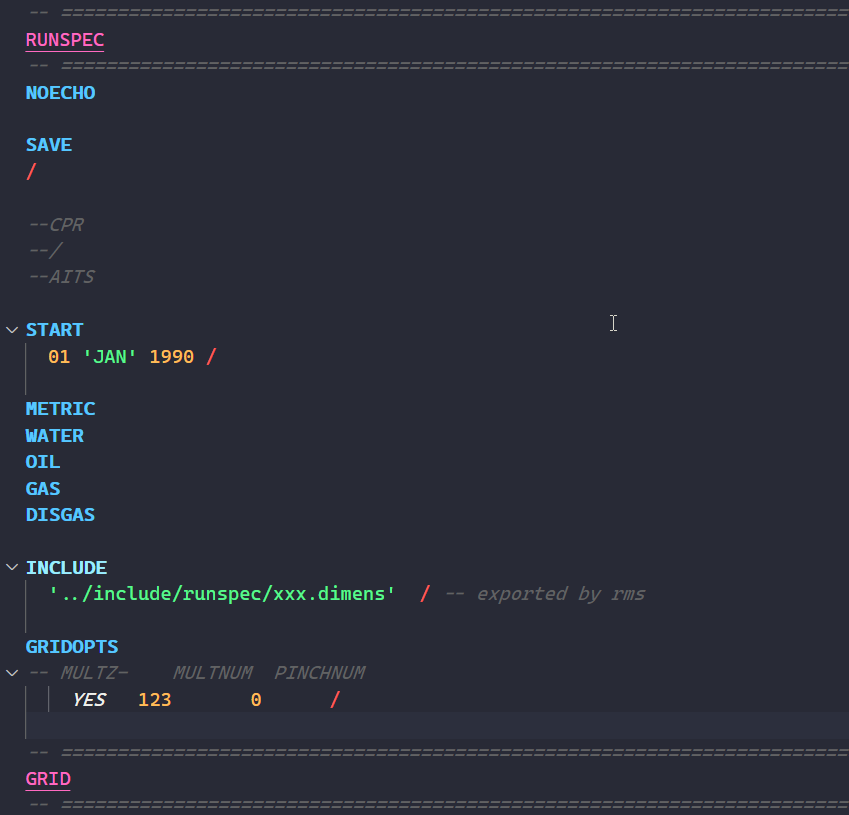 -- ====================================================================
RUNSPEC
-- ====================================================================
NOECHO
SAVE
/
--CPR
--/
--AITS
START
01 'JAN' 1990 /
METRIC
WATER
OIL
GAS
DISGAS
INCLUDE
'../include/runspec/xxx.dimens' / -- exported by rms
GRIDOPTS
-- MULTZ- MULTNUM PINCHNUM
YES 123 0 /
-- ====================================================================
GRID
-- ====================================================================